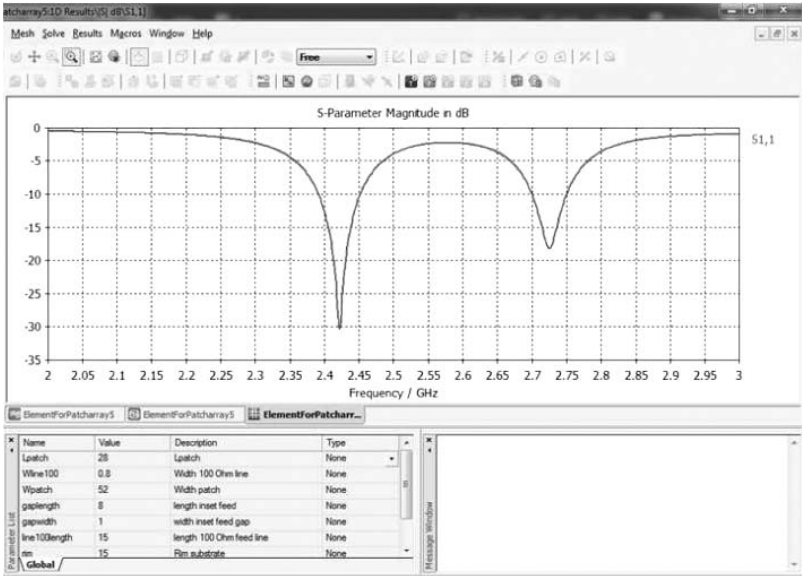 atcharray5:1D Results\|S| dB\S1,1]
Mesh Solve Results Macros Window Help
Free
S-Parameter Magnitude in dB
S1,1
0
-5
-10
-15
-20
-25
-30
-35
2 2.05 2.1 2.15 2.2 2.25 2.3 2.35 2.4 2.45 2.5 2.55 2.6 2.65 2.7 2.75 2.8 2.85 2.9 2.95 3
Frequency / GHz
ElementForPatcharray5 ElementForPatcharray5 ElementForPatcharr...
Name Value Description Type
Lpatch 28 Lpatch None
Wline100 0.8 Width 100 Ohm line None
Wpatch 52 Width patch None
gaplength 8 length inset feed None
gapwidth 1 width inset feed gap None
line100length 15 length 100 Ohm feed line None
rim 15 Rim substrate None
Global
Parameter List
Message Window